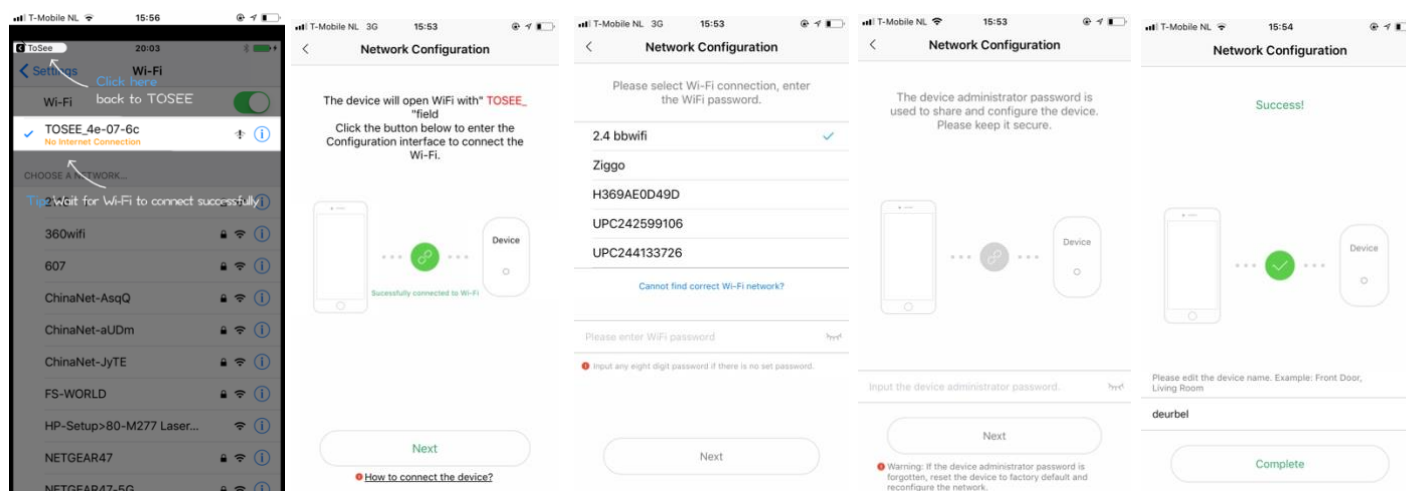 T-Mobile NL 15:56
ToSee 20:03
Settings Wi-Fi
Click here
back to TOSEE
Wi-Fi
TOSEE_4e-07-6c
No Internet Connection
CHOOSE A NETWORK...
Tip: Wait for Wi-Fi to connect successfully
360wifi
607
ChinaNet-AsqQ
ChinaNet-aUDm
ChinaNet-JyTE
FS-WORLD
HP-Setup>80-M277 Laser...
NETGEAR47
NETGEAR47-5G
T-Mobile NL 3G 15:53
Network Configuration
The device will open WiFi with" TOSEE_
"field
Click the button below to enter the
Configuration interface to connect the
Wi-Fi.
Device
Sucessfully connected to Wi-Fi
Next
How to connect the device?
T-Mobile NL 3G 15:53
Network Configuration
Please select Wi-Fi connection, enter
the WiFi password.
2.4 bbwifi
Ziggo
H369AE0D49D
UPC242599106
UPC244133726
Cannot find correct Wi-Fi network?
Please enter WiFi password
Input any eight digit password if there is no set password.
Next
T-Mobile NL 15:53
Network Configuration
The device administrator password is
used to share and configure the device.
Please keep it secure.
Device
Input the device administrator password.
Next
Warning: If the device administrator password is
forgotten, reset the device to factory default and
reconfigure the network.
T-Mobile NL 15:54
Network Configuration
Success!
Device
Please edit the device name. Example: Front Door,
Living Room
deurbel
Complete